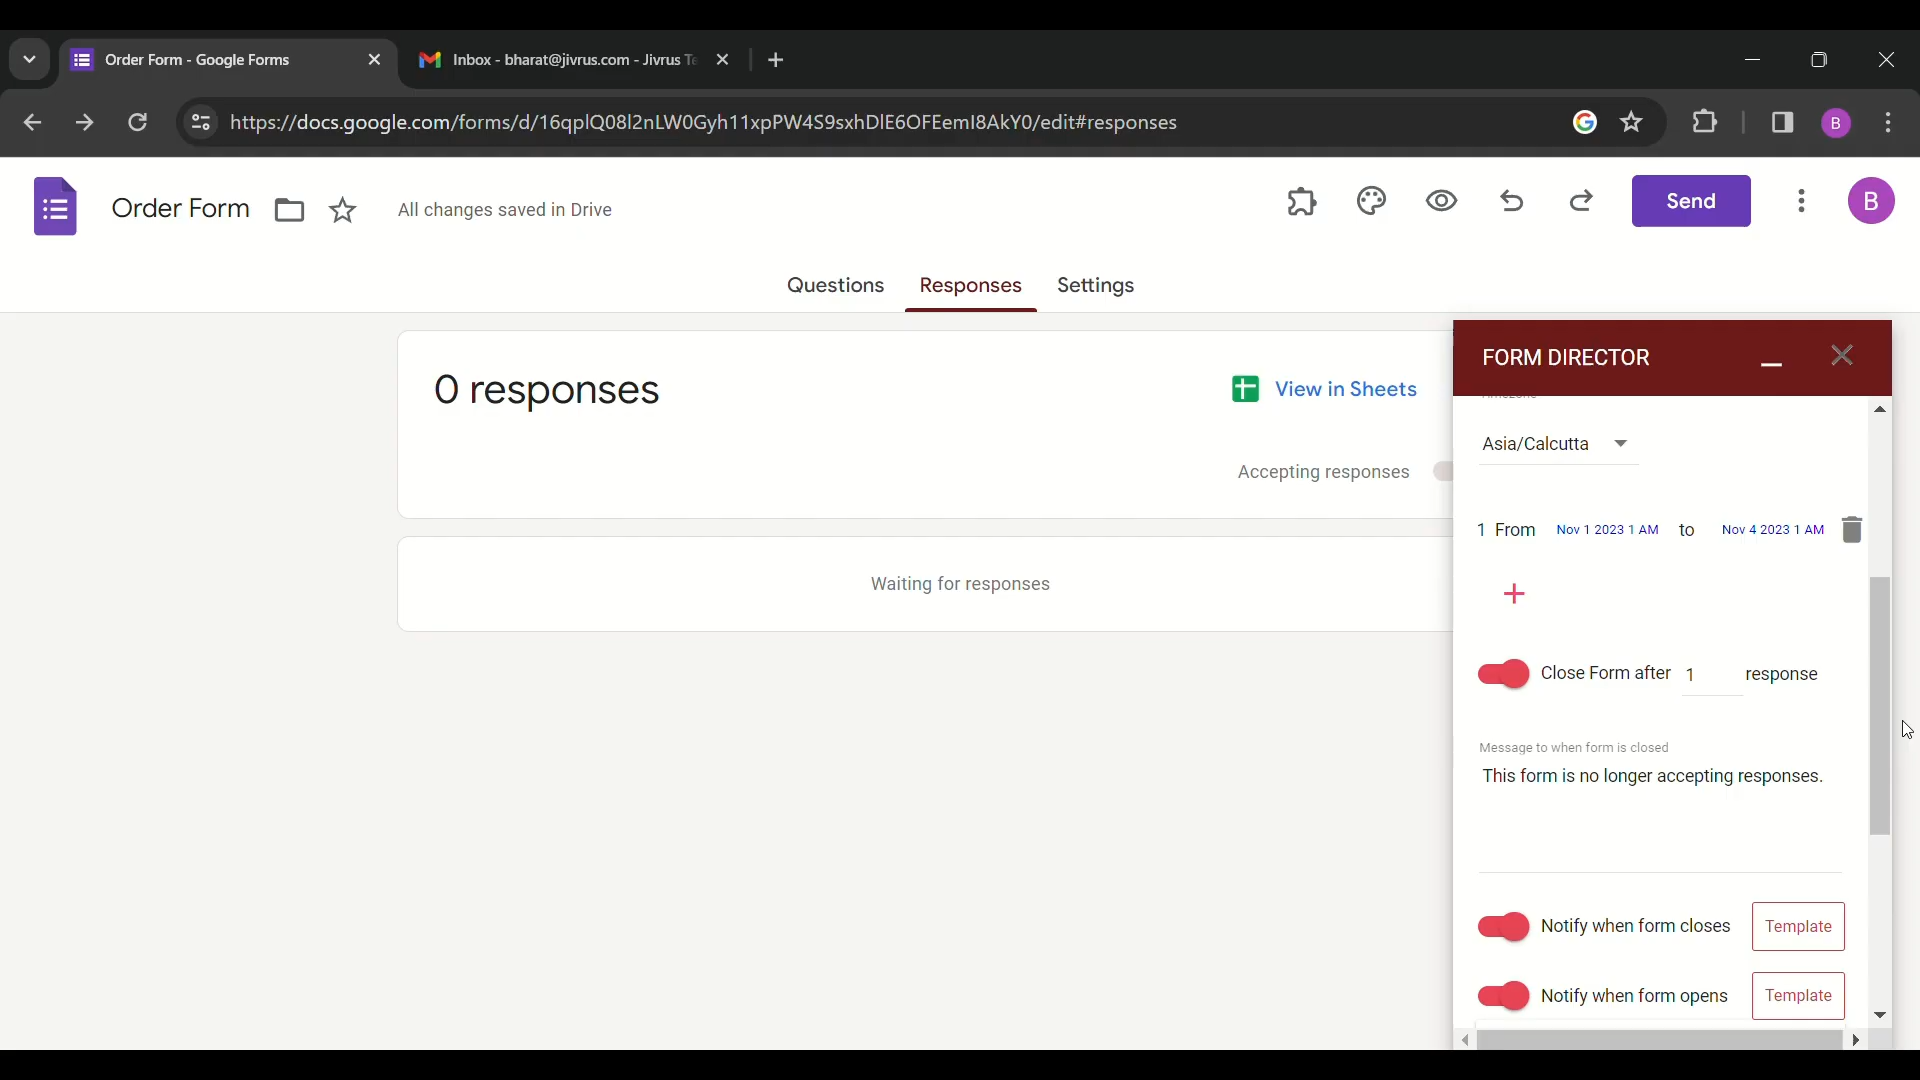 Order Form - Google Forms
Inbox - bharat@jivrus.com - Jivrus Te
https://docs.google.com/forms/d/16qplQ08l2nLW0Gyh11xpPW4S9sxhDlE6OFEeml8AkY0/edit#responses
B
Order Form
All changes saved in Drive
Send
B
Questions
Responses
Settings
0 responses
View in Sheets
Accepting responses
Waiting for responses
FORM DIRECTOR
Asia/Calcutta
1 From Nov 1 2023 1 AM to Nov 4 2023 1 AM
Close Form after 1 response
Message to when form is closed
This form is no longer accepting responses.
Notify when form closes
Template
Notify when form opens
Template